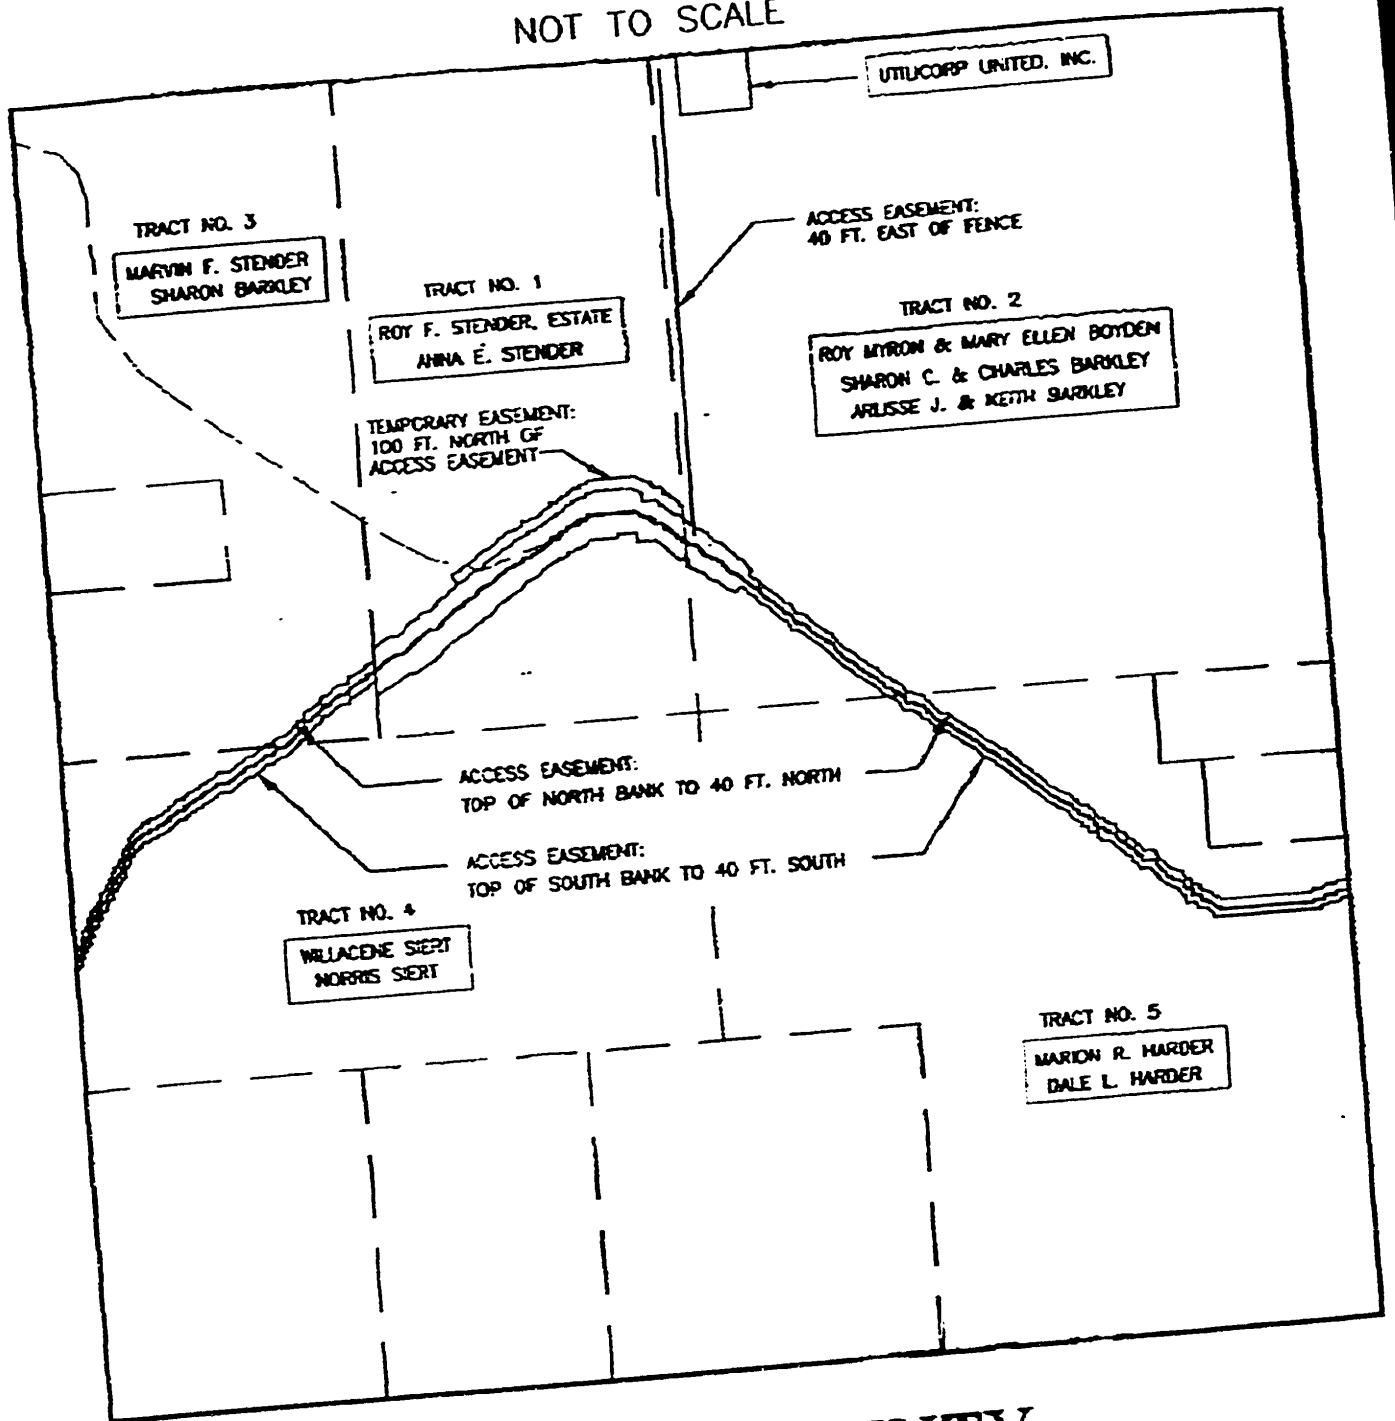 NOT TO SCALE
UTILICORP UNITED, INC.
TRACT NO. 3
MARVIN F. STENDER
SHARON BARKLEY
ACCESS EASEMENT:
40 FT. EAST OF FENCE
TRACT NO. 1
ROY F. STENDER, ESTATE
ANNA E. STENDER
TRACT NO. 2
ROY MYRON & MARY ELLEN BOYDEN
SHARON C. & CHARLES BARKLEY
ARLISSE J. & KEITH BARKLEY
TEMPORARY EASEMENT:
100 FT. NORTH OF
ACCESS EASEMENT
ACCESS EASEMENT:
TOP OF NORTH BANK TO 40 FT. NORTH
ACCESS EASEMENT:
TOP OF SOUTH BANK TO 40 FT. SOUTH
TRACT NO. 4
WILLACENE SIERT
NORRIS SIERT
TRACT NO. 5
MARION R. HARDER
DALE L. HARDER